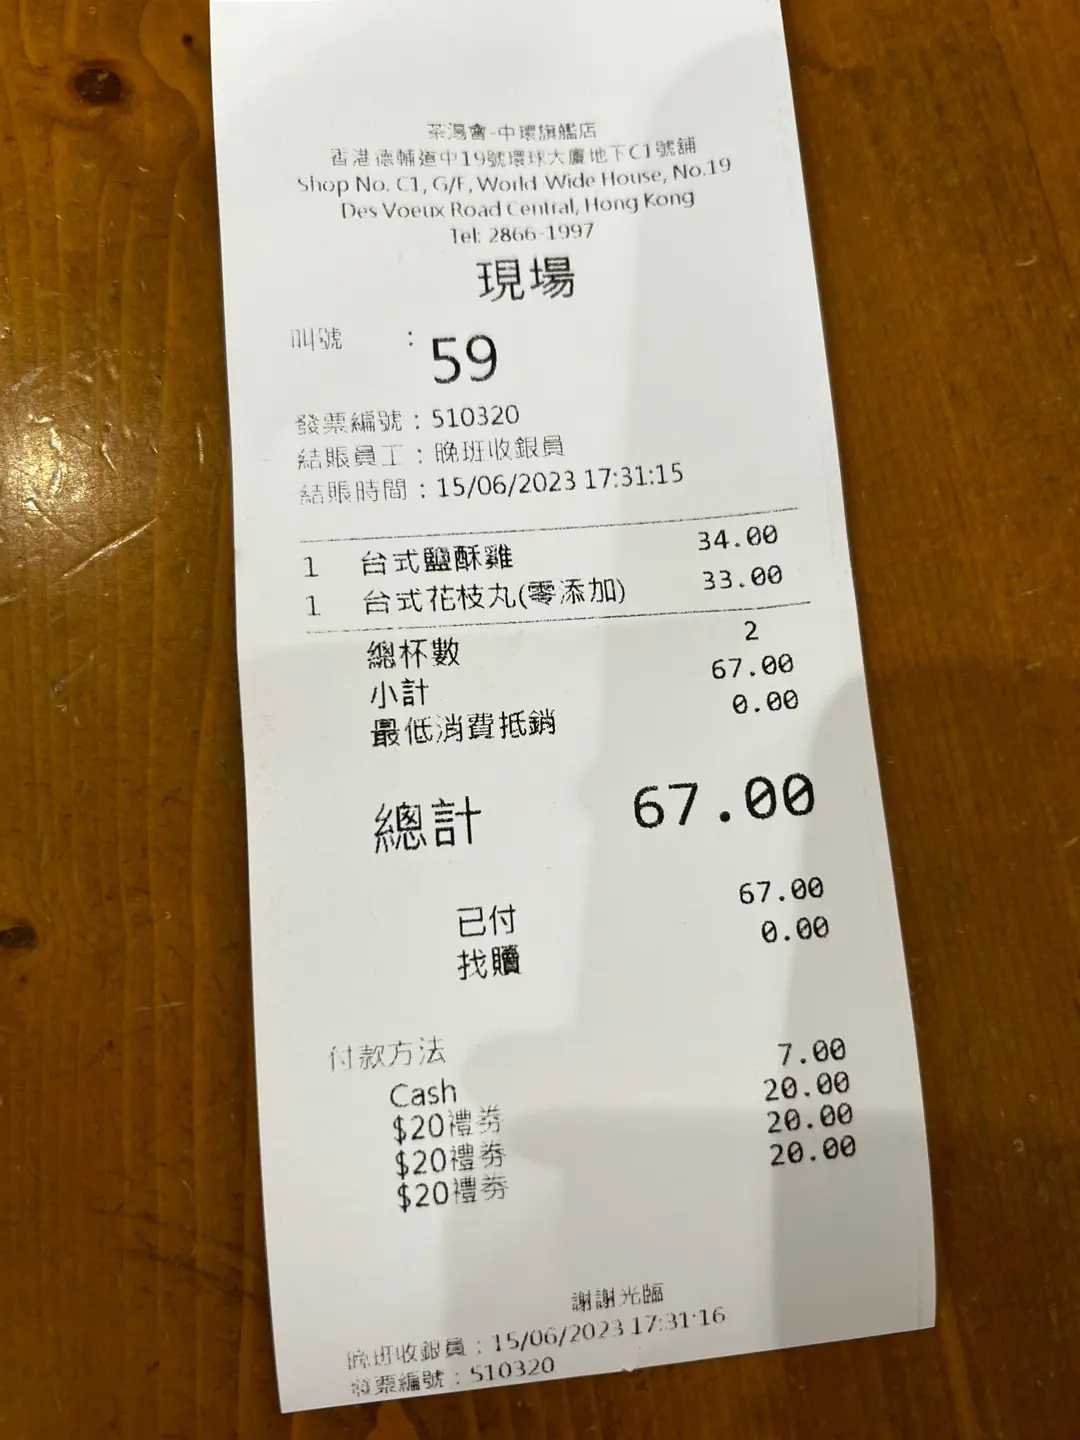 茶湯會-中環旗艦店
香港德輔道中19號環球大廈地下C1號舖
Shop No. C1, G/F, World-Wide House, No.19
Des Voeux Road Central, Hong Kong
Tel: 2866-1997
現場
叫號 : 59
發票編號 : 510320
結賬員工 : 晚班收銀員
結賬時間 : 15/06/2023 17:31:15
1 台式鹽酥雞 34.00
1 台式花枝丸(零添加) 33.00
總杯數 2
小計 67.00
最低消費抵銷 0.00
總計 67.00
已付 67.00
找贖 0.00
付款方法
Cash 7.00
$20禮券 20.00
$20禮券 20.00
$20禮券 20.00
謝謝光臨
晚班收銀員 : 15/06/2023 17:31:16
發票編號 : 510320